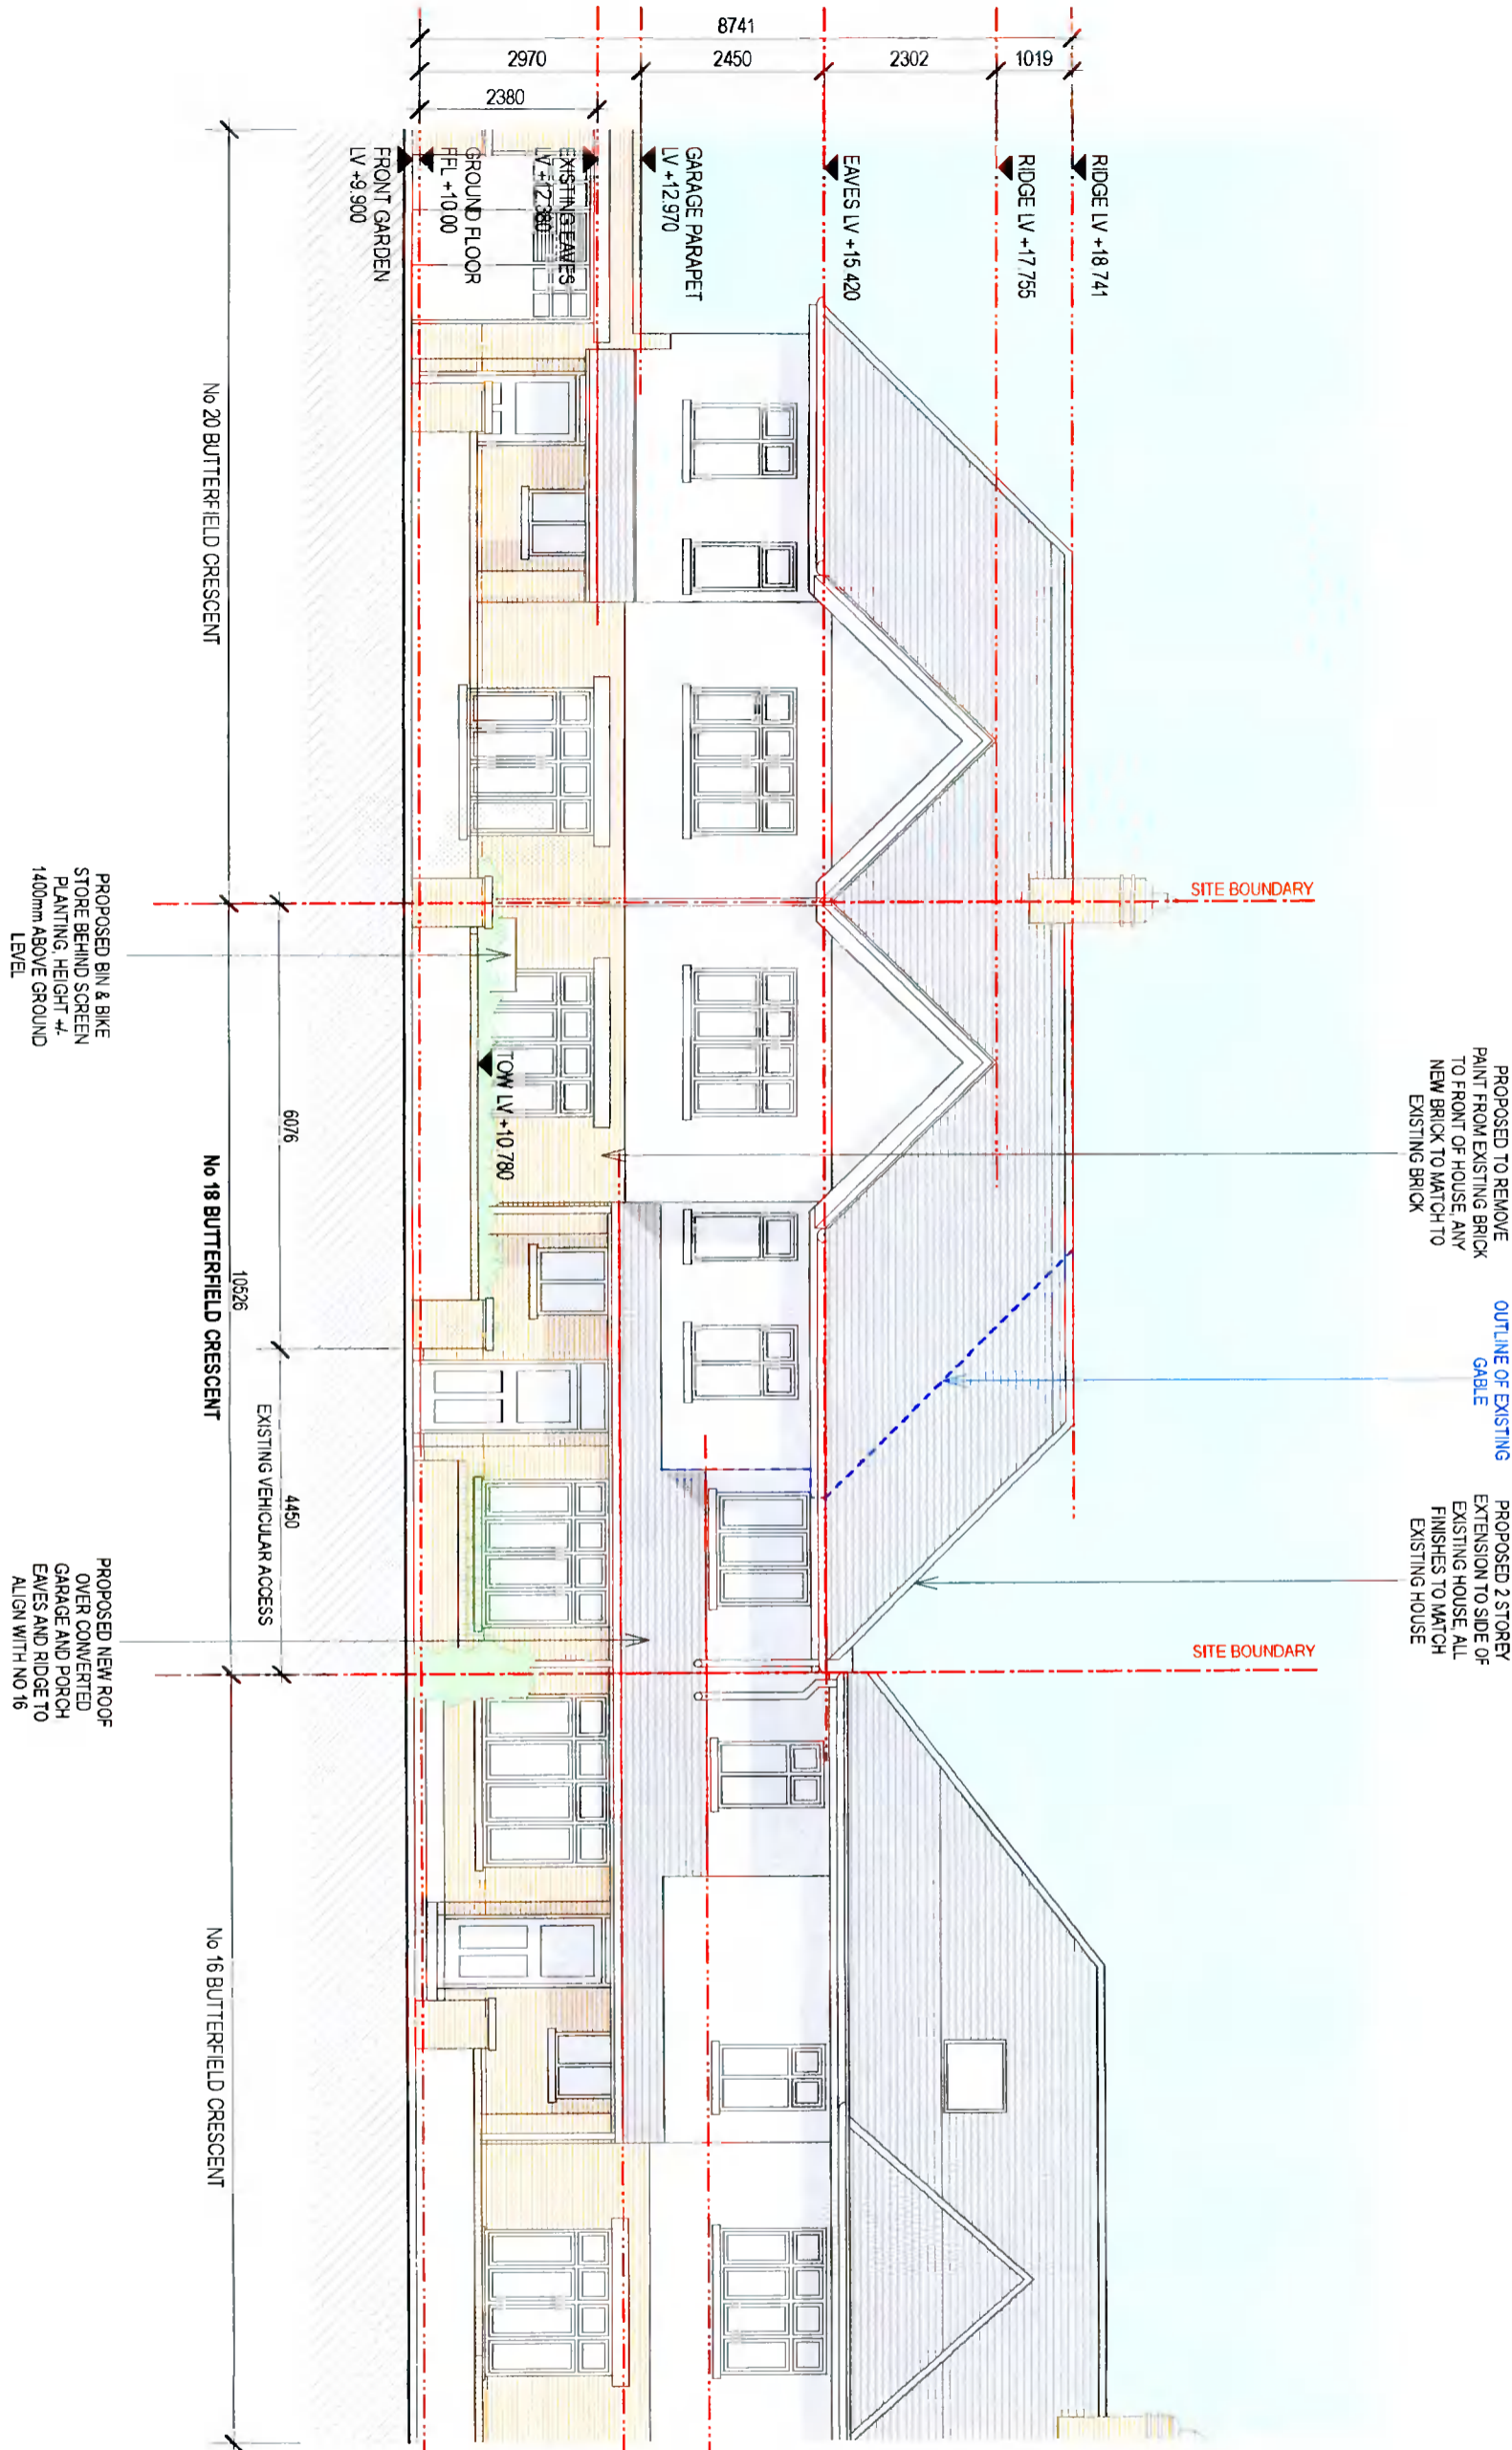 PROPOSED TO REMOVE
PAINT FROM EXISTING BRICK
TO FRONT OF HOUSE, ANY
NEW BRICK TO MATCH TO
EXISTING BRICK
OUTLINE OF EXISTING
GABLE
PROPOSED 2 STOREY
EXTENSION TO SIDE OF
EXISTING HOUSE, ALL
FINISHES TO MATCH
EXISTING HOUSE
SITE BOUNDARY
SITE BOUNDARY
8741
1019
2302
2450
2970
2380
RIDGE LV +18.741
RIDGE LV +17.755
EAVES LV +15.420
GARAGE PARAPET
LV +12.970
EXISTING EAVES
LV +12.380
GROUND FLOOR
FFL +10.00
FRONT GARDEN
LV +9.900
TOW LV +10.780
6076
4450
EXISTING VEHICULAR ACCESS
10526
No 20 BUTTERFIELD CRESCENT
No 18 BUTTERFIELD CRESCENT
No 16 BUTTERFIELD CRESCENT
PROPOSED BIN & BIKE
STORE BEHIND SCREEN
PLANTING, HEIGHT +/-
1400mm ABOVE GROUND
LEVEL
PROPOSED NEW ROOF
OVER CONVERTED
GARAGE AND PORCH
EAVES AND RIDGE TO
ALIGN WITH NO 16